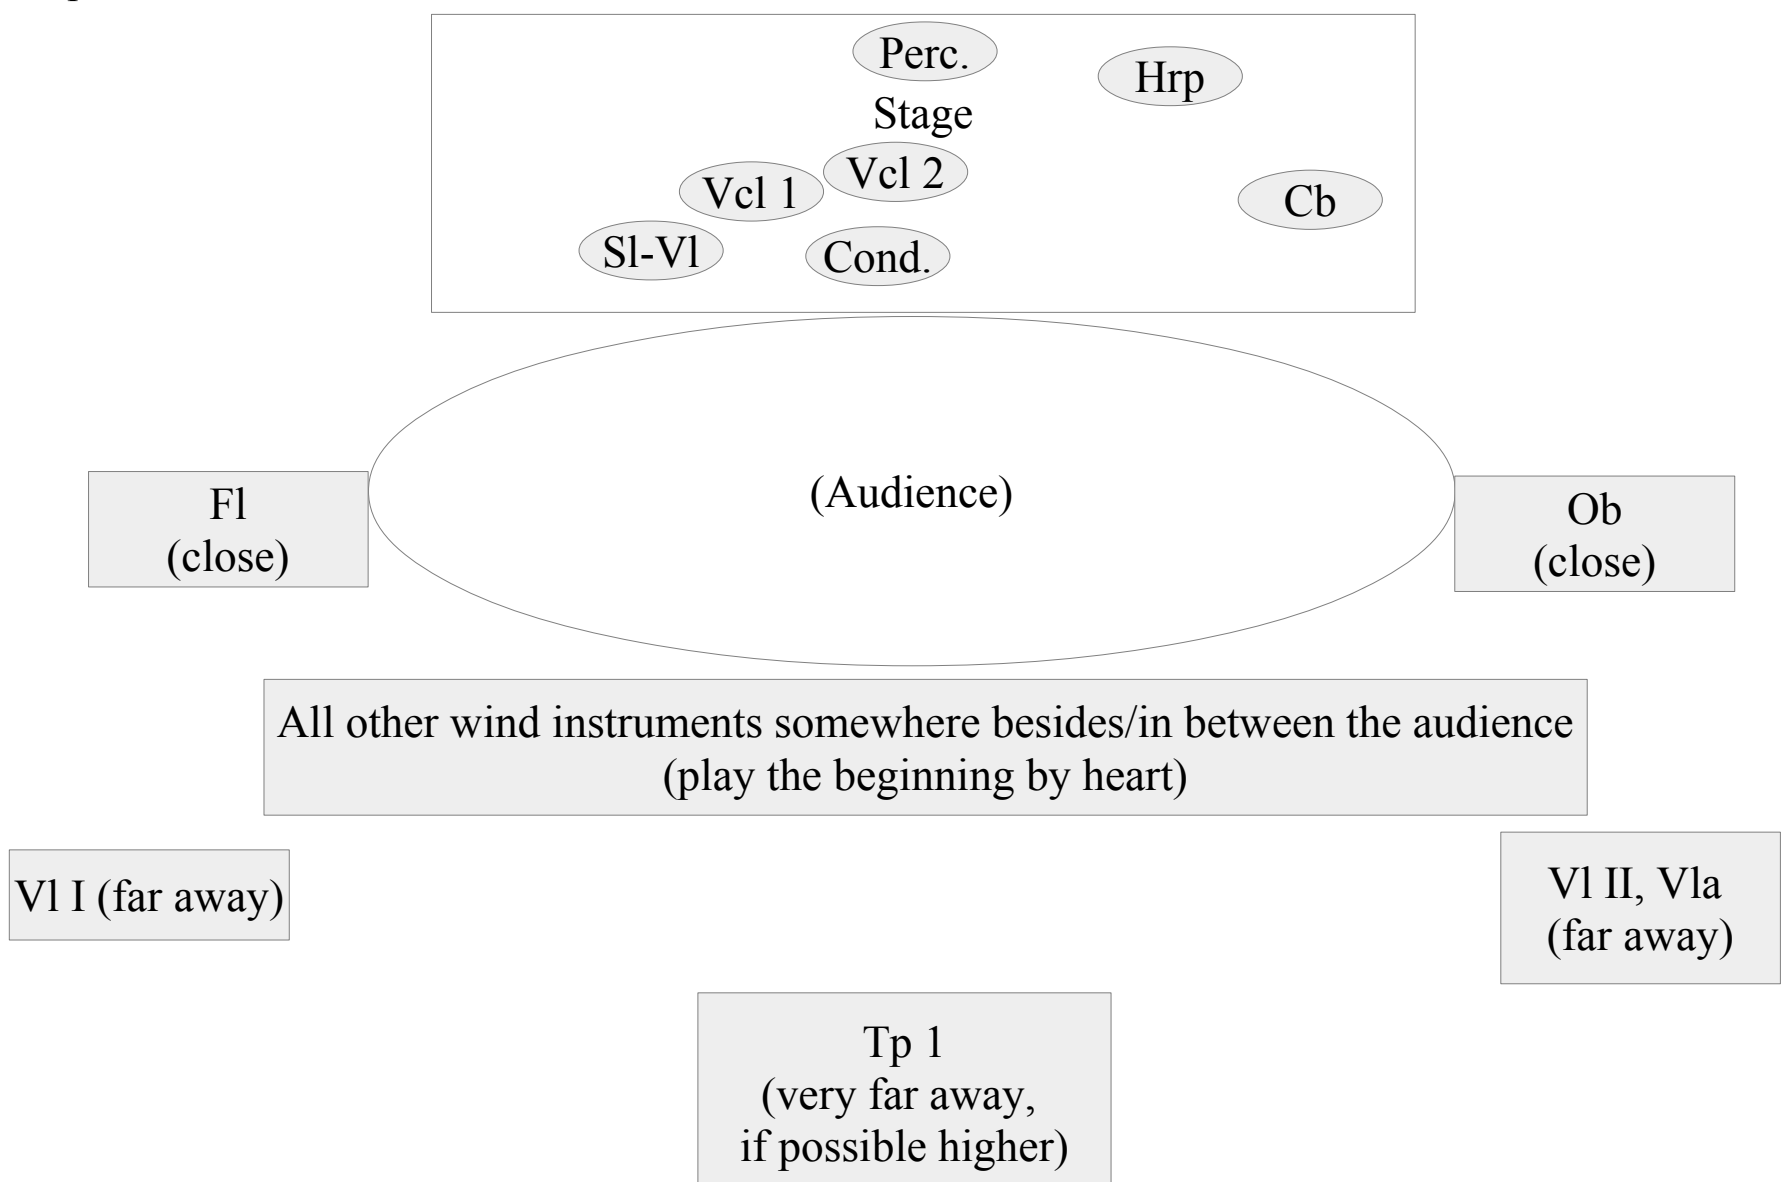 Perc.
Hrp
Stage
Vcl 2
Vcl 1
Cb
Sl-Vl
Cond.
(Audience)
Fl
(close)
Ob
(close)
All other wind instruments somewhere besides/in between the audience
(play the beginning by heart)
Vl I (far away)
Vl II, Vla
(far away)
Tp 1
(very far away,
if possible higher)